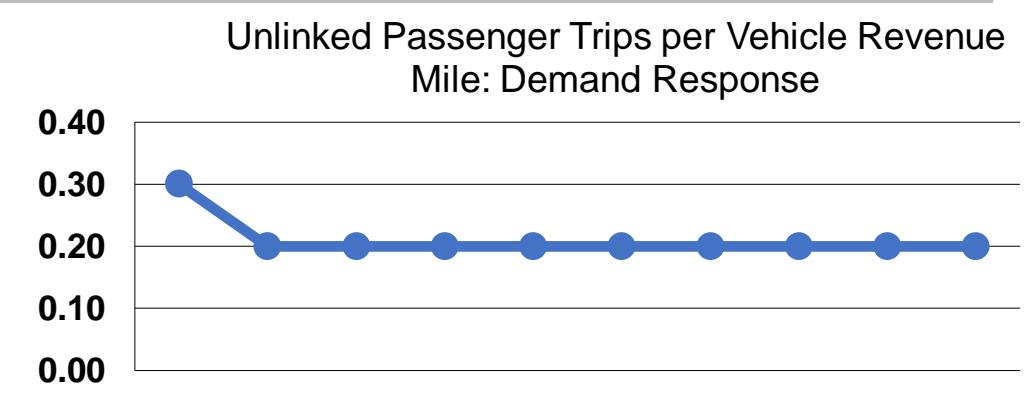 Unlinked Passenger Trips per Vehicle Revenue
Mile: Demand Response
0.40
0.30
0.20
0.10
0.00